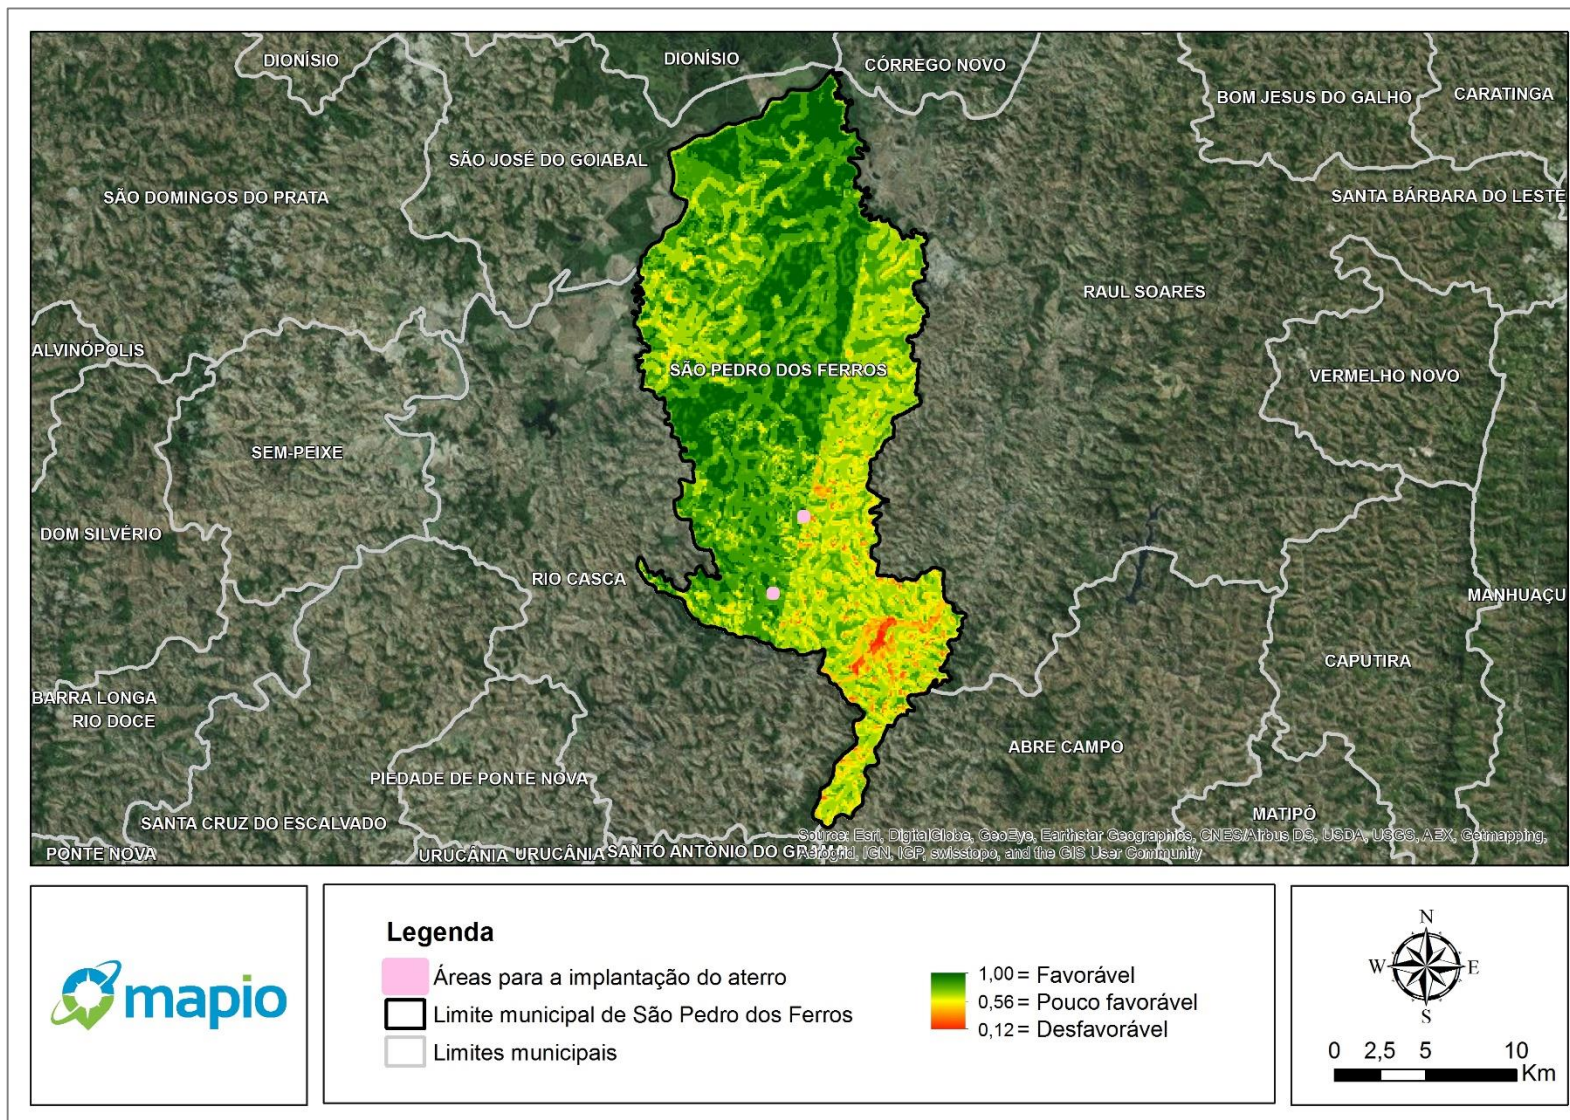 DIONÍSIO
DIONÍSIO
CÓRREGO NOVO
BOM JESUS DO GALHO
CARATINGA
SÃO JOSÉ DO GOIABAL
SÃO DOMINGOS DO PRATA
SANTA BÁRBARA DO LESTE
RAUL SOARES
ALVINÓPOLIS
SÃO PEDRO DOS FERROS
VERMELHO NOVO
SEM-PEIXE
DOM SILVÉRIO
RIO CASCA
MANHUAÇU
CAPUTIRA
BARRA LONGA
RIO DOCE
ABRE CAMPO
PIEDADE DE PONTE NOVA
MATIPÓ
SANTA CRUZ DO ESCALVADO
PONTE NOVA
URUCÂNIA
URUCÂNIA
SANTO ANTÔNIO DO GRAMA
Source: Esri, DigitalGlobe, GeoEye, Earthstar Geographics, CNES/Airbus DS, USDA, USGS, AEX, Getmapping,
Aerogrid, IGN, IGP, swisstopo, and the GIS User Community
mapio
Legenda
Áreas para a implantação do aterro
Limite municipal de São Pedro dos Ferros
Limites municipais
1,00 = Favorável
0,56 = Pouco favorável
0,12 = Desfavorável
N
W E
S
0 2,5 5 10
Km